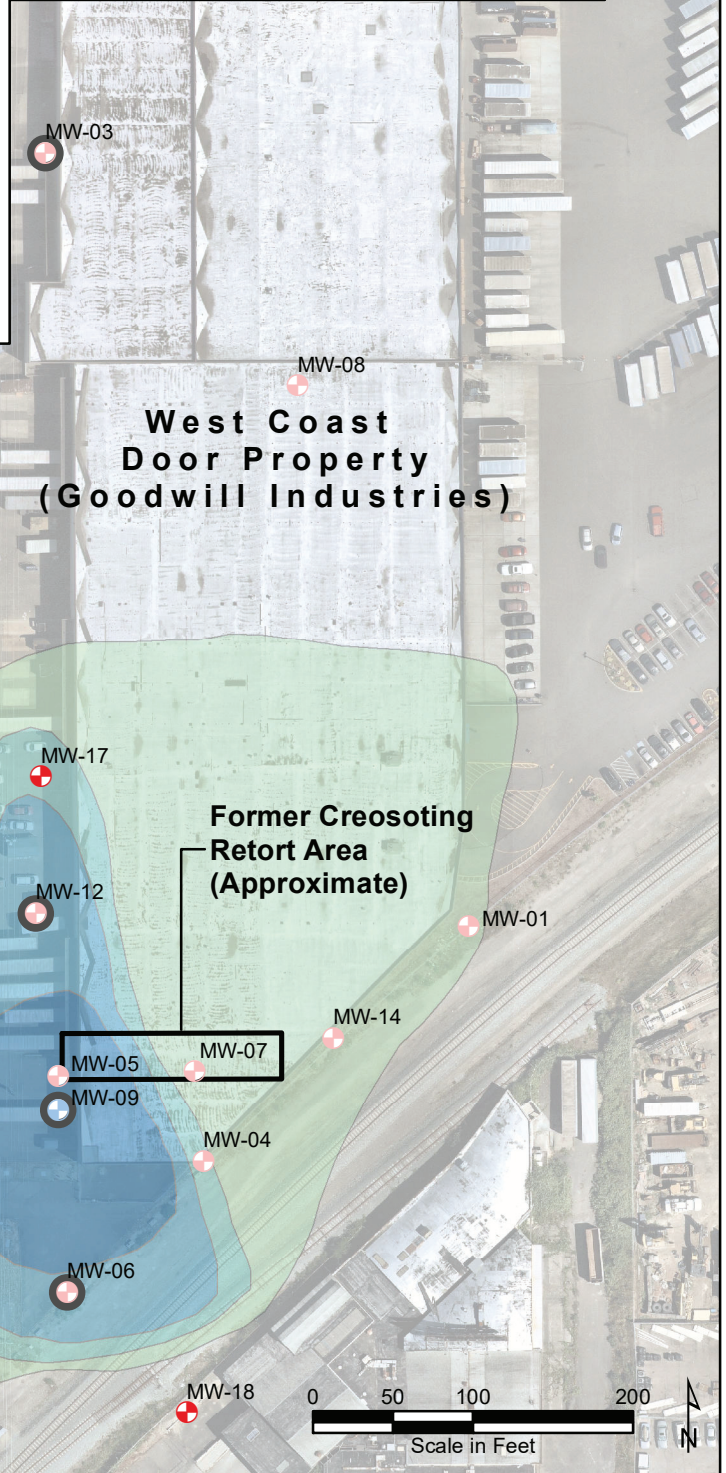 MW-03
MW-08
West Coast
Door Property
(Goodwill Industries)
MW-17
Former Creosoting
Retort Area
(Approximate)
MW-12
MW-01
MW-14
MW-07
MW-05
MW-09
MW-04
MW-06
MW-18
0 50 100 200
Scale in Feet
N